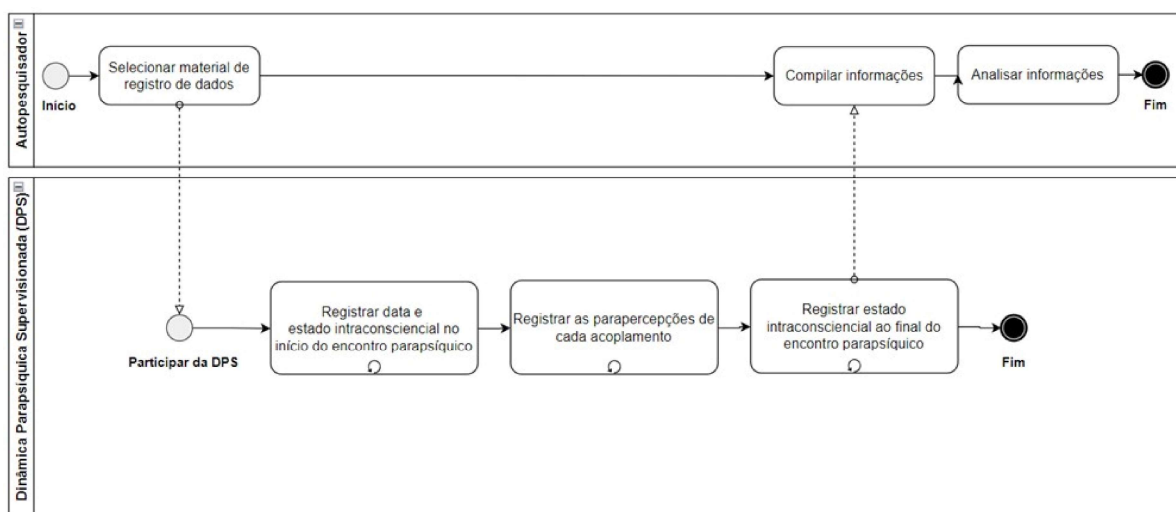 Autopesquisador
Selecionar material de
registro de dados
Início
Compilar informações
Analisar informações
Fim
Dinâmica Parapsíquica Supervisionada (DPS)
Participar da DPS
Registrar data e
estado intraconsciencial no
início do encontro parapsíquico
Registrar as parapercepções de
cada acoplamento
Registrar estado
intraconsciencial ao final do
encontro parapsíquico
Fim